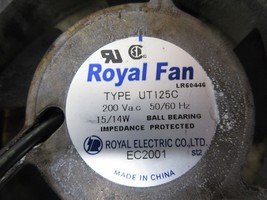 Royal Fan
LR60446
TYPE UT125C
200 Vac 50/60 Hz
15/14W BALL BEARING
IMPEDANCE PROTECTED
ROYAL ELECTRIC CO.,LTD.
EC2001 S12
MADE IN CHINA